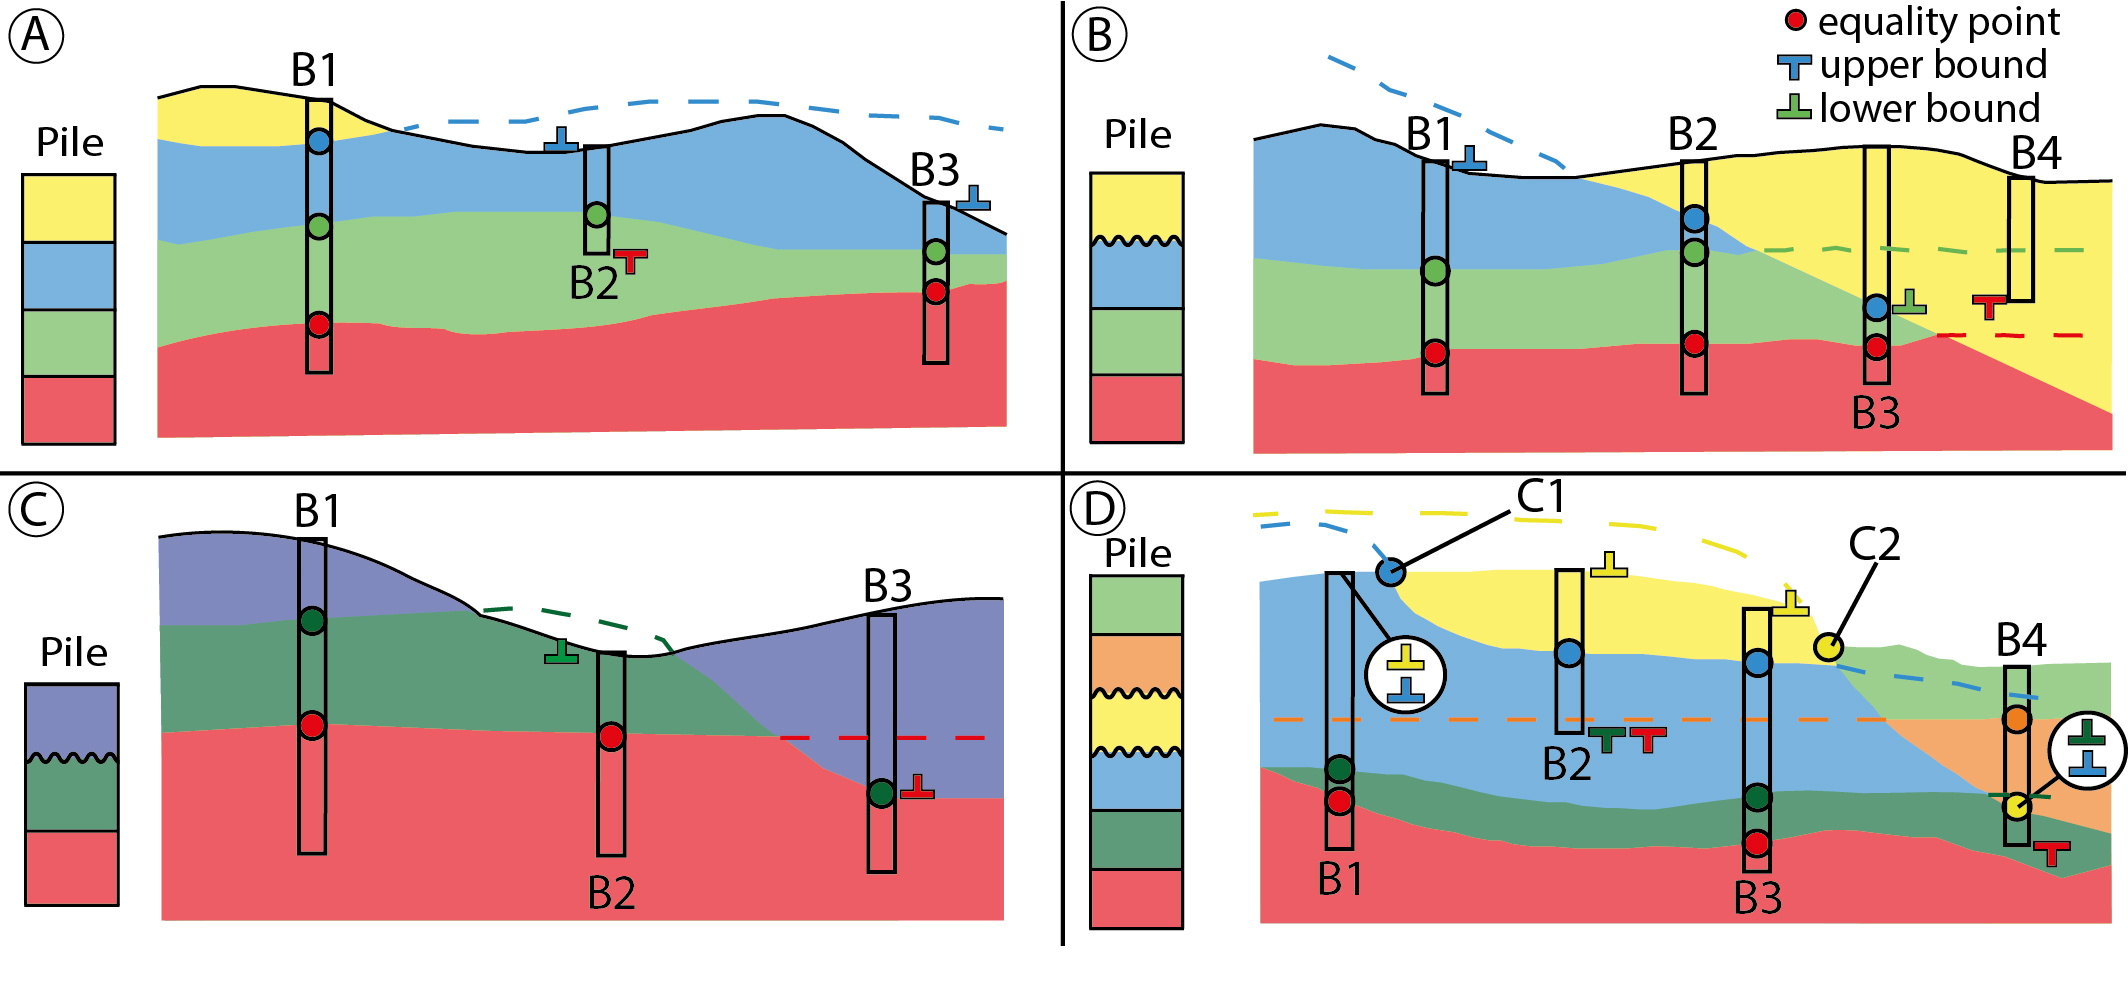 A
B1
B3
B2
Pile
B
equality point
upper bound
lower bound
B1
B2
B4
B3
Pile
C
B1
B3
B2
Pile
D
C1
C2
B4
B2
B1
B3
Pile